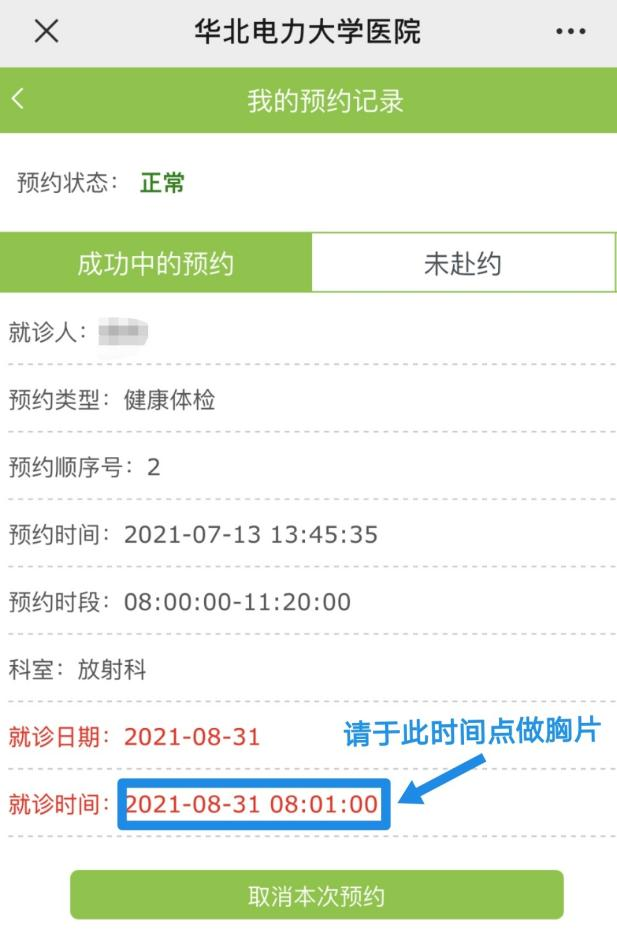 华北电力大学医院
我的预约记录
预约状态： 正常
成功中的预约 未赴约
就诊人：
预约类型：健康体检
预约顺序号：2
预约时间：2021-07-13 13:45:35
预约时段：08:00:00-11:20:00
科室：放射科
就诊日期：2021-08-31
请于此时间点做胸片
就诊时间：2021-08-31 08:01:00
取消本次预约